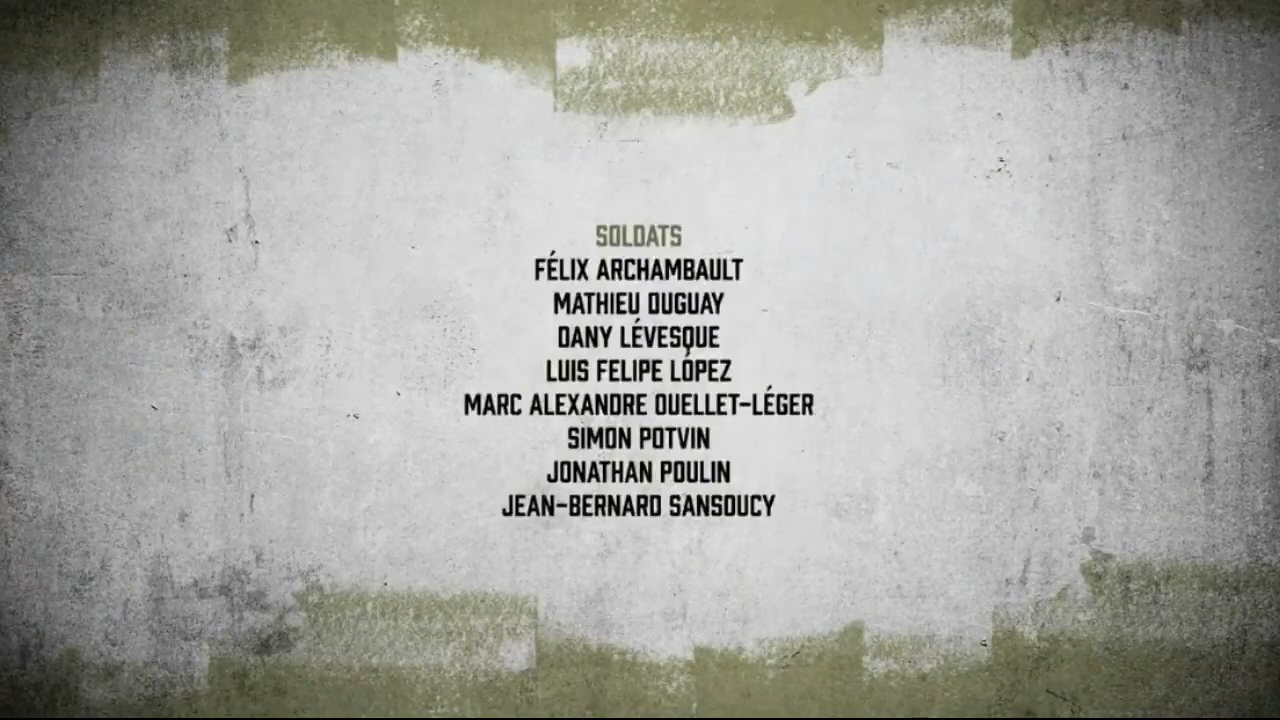 SOLDATS
FÉLIX ARCHAMBAULT
MATHIEU DUGUAY
DANY LÉVESQUE
LUIS FELIPE LÓPEZ
MARC ALEXANDRE OUELLET-LÉGER
SIMON POTVIN
JONATHAN POULIN
JEAN-BERNARD SANSOUCY